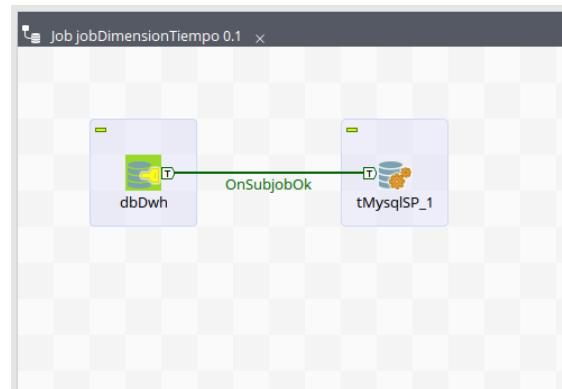 Job jobDimensionTiempo 0.1
T
OnSubjobOk
T
dbDwh
tMysqlSP_1